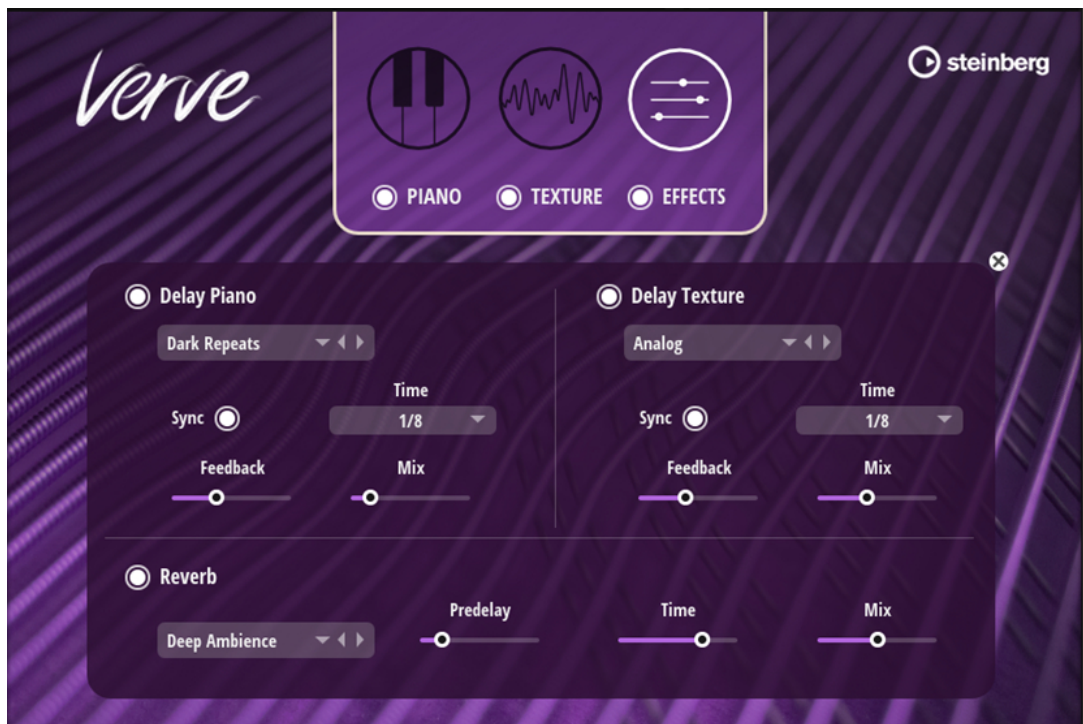 Verve
steinberg
PIANO TEXTURE EFFECTS
Delay Piano
Delay Texture
Dark Repeats
Analog
Time
Time
Sync
1/8
Sync
1/8
Feedback
Mix
Feedback
Mix
Reverb
Predelay
Time
Mix
Deep Ambience